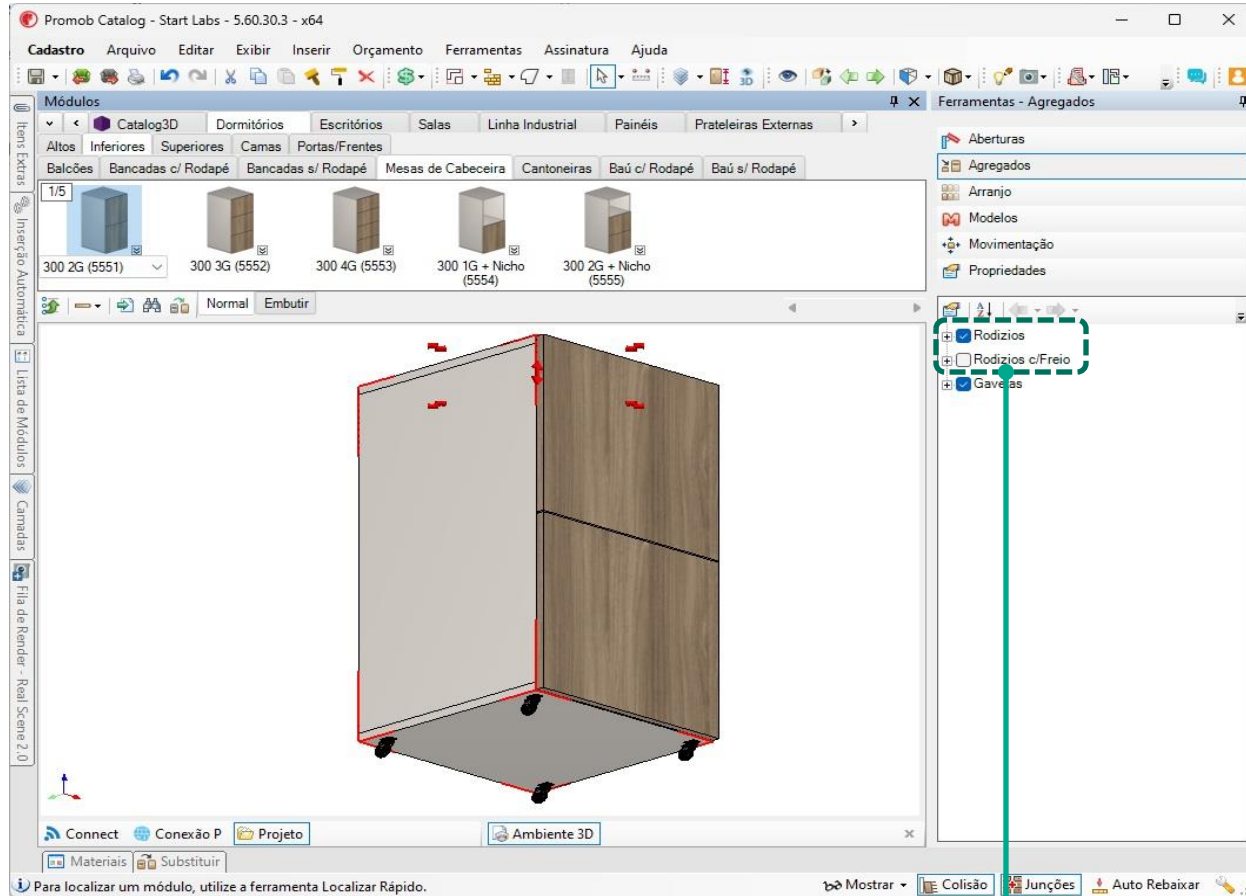 Promob Catalog - Start Labs - 5.60.30.3 - x64
Cadastro Arquivo Editar Exibir Inserir Orçamento Ferramentas Assinatura Ajuda
3D
Módulos
Ferramentas - Agregados
Catalog3D Dormitórios Escritórios Salas Linha Industrial Painéis Prateleiras Externas
Altos Inferiores Superiores Camas Portas/Frentes
Balcões Bancadas c/ Rodapé Bancadas s/ Rodapé Mesas de Cabeceira Cantoneiras Baú c/ Rodapé Baú s/ Rodapé
1/5
300 2G (5551)
300 3G (5552)
300 4G (5553)
300 1G + Nicho
(5554)
300 2G + Nicho
(5555)
Normal Embutir
Aberturas
Agregados
Arranjo
Modelos
Movimentação
Propriedades
Rodizios
Rodizios c/Freio
Gavetas
Itens Extras
Inserção Automática
Lista de Módulos
Camadas
Fila de Render - Real Scene 2.0
Connect Conexão P Projeto
Ambiente 3D
Materiais Substituir
Para localizar um módulo, utilize a ferramenta Localizar Rápido.
Mostrar Colisão Junções Auto Rebaixar